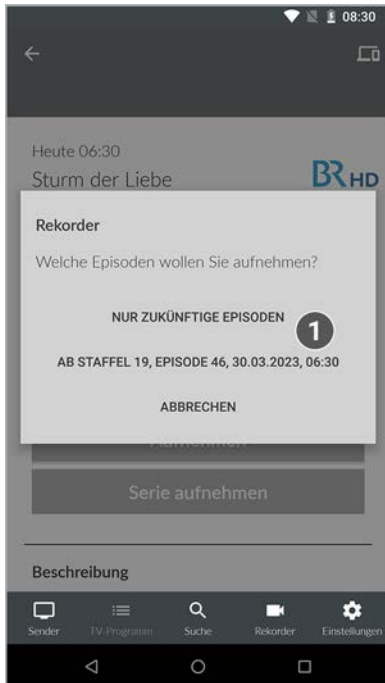 08:30
Heute 06:30
Sturm der Liebe
BR HD
Rekorder
Welche Episoden wollen Sie aufnehmen?
NUR ZUKÜNFTIGE EPISODEN
1
AB STAFFEL 19, EPISODE 46, 30.03.2023, 06:30
ABBRECHEN
Aufnehmen
Serie aufnehmen
Beschreibung
Sender TV-Programm Suche Rekorder Einstellungen